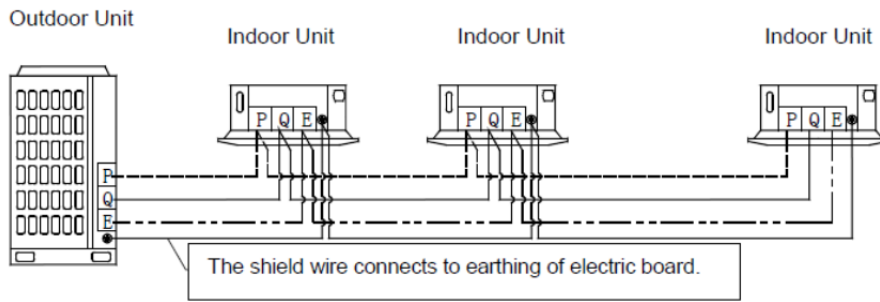 Outdoor Unit
Indoor Unit
Indoor Unit
Indoor Unit
P Q E
P Q E
P Q E
P
Q
E
The shield wire connects to earthing of electric board.